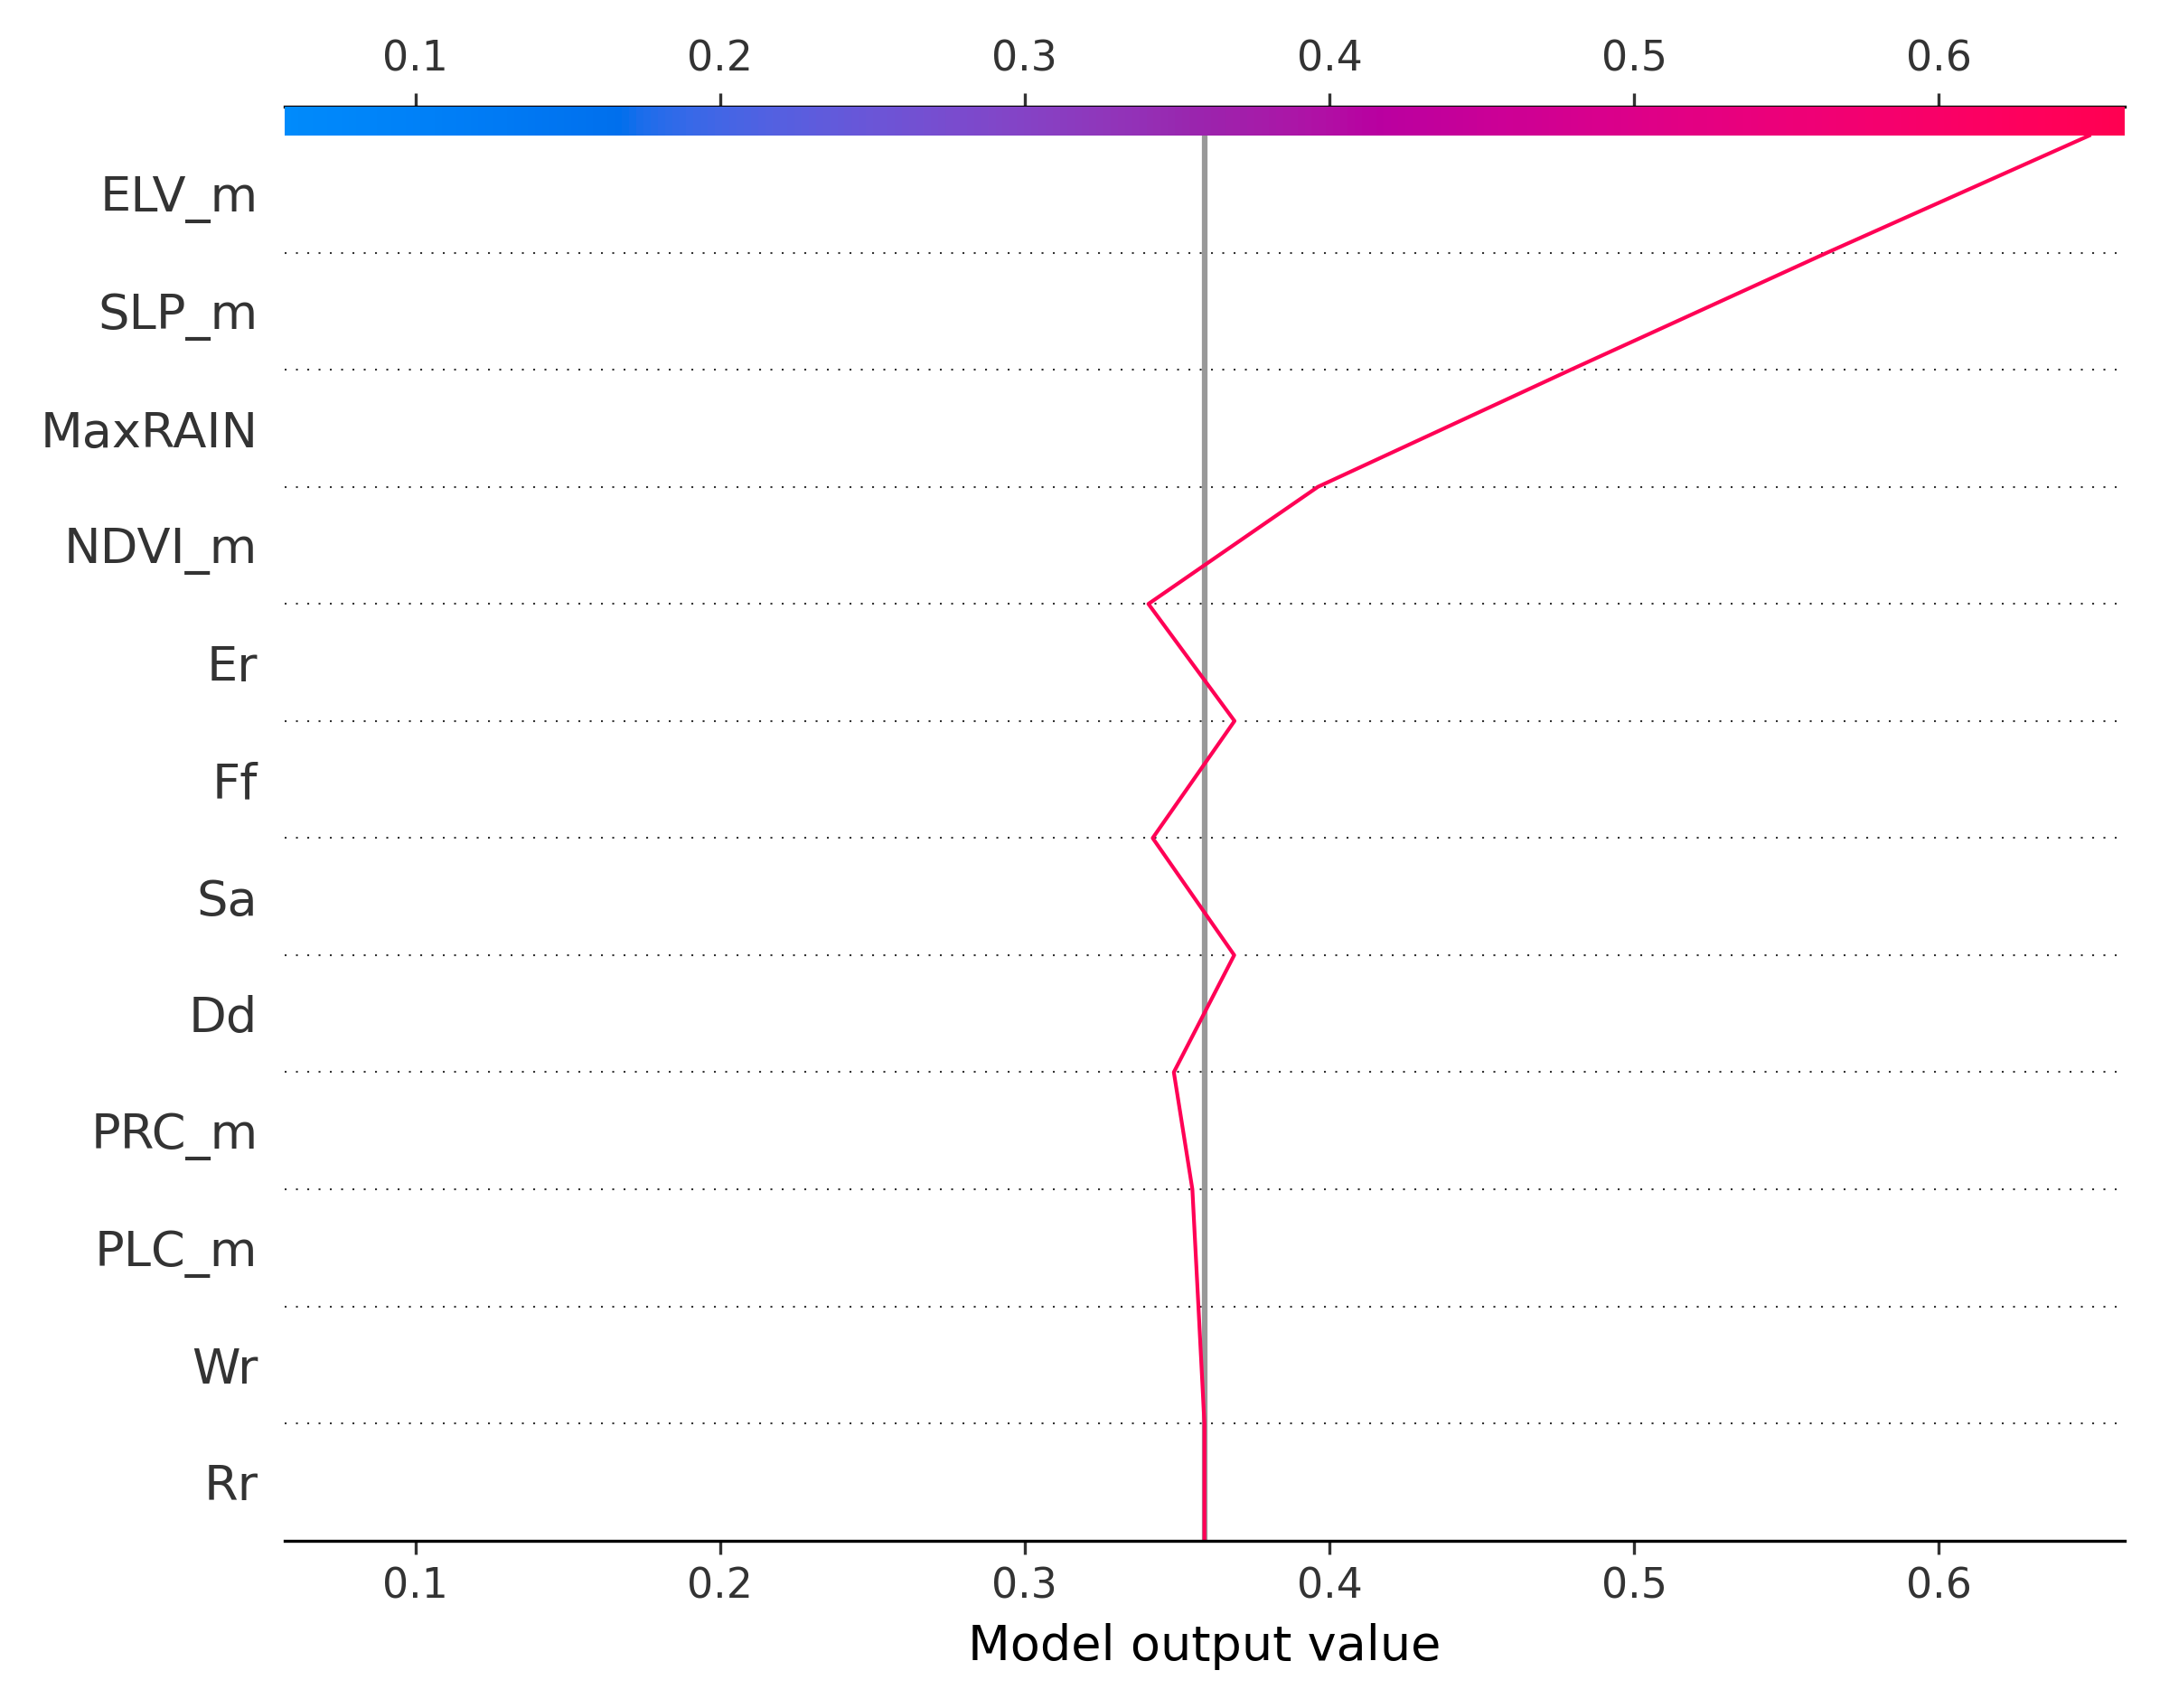 0.1 0.2 0.3 0.4 0.5 0.6
ELV_m
SLP_m
MaxRAIN
NDVI_m
Er
Ff
Sa
Dd
PRC_m
PLC_m
Wr
Rr
0.1 0.2 0.3 0.4 0.5 0.6
Model output value